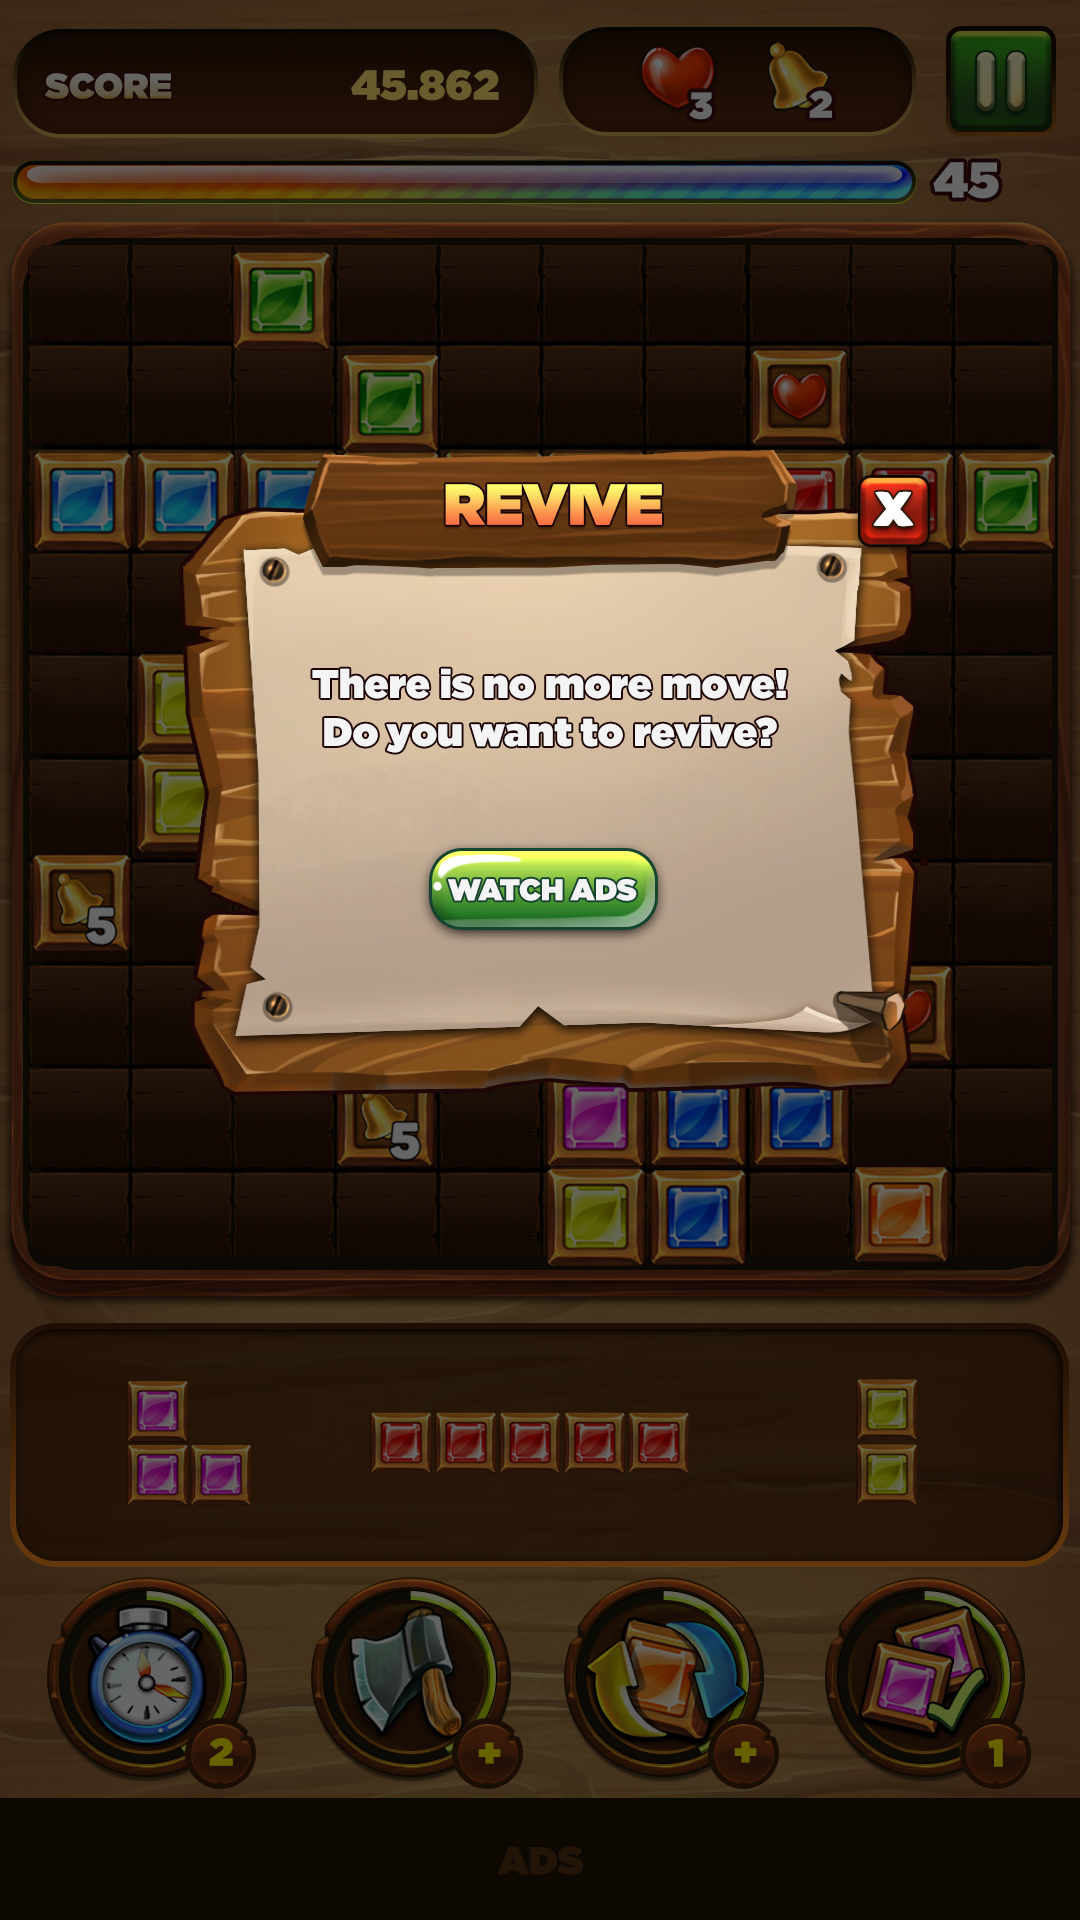 SCORE 45.862
3
2
45
REVIVE
X
There is no more move!
Do you want to revive?
WATCH ADS
5
5
2
+
+
1
ADS